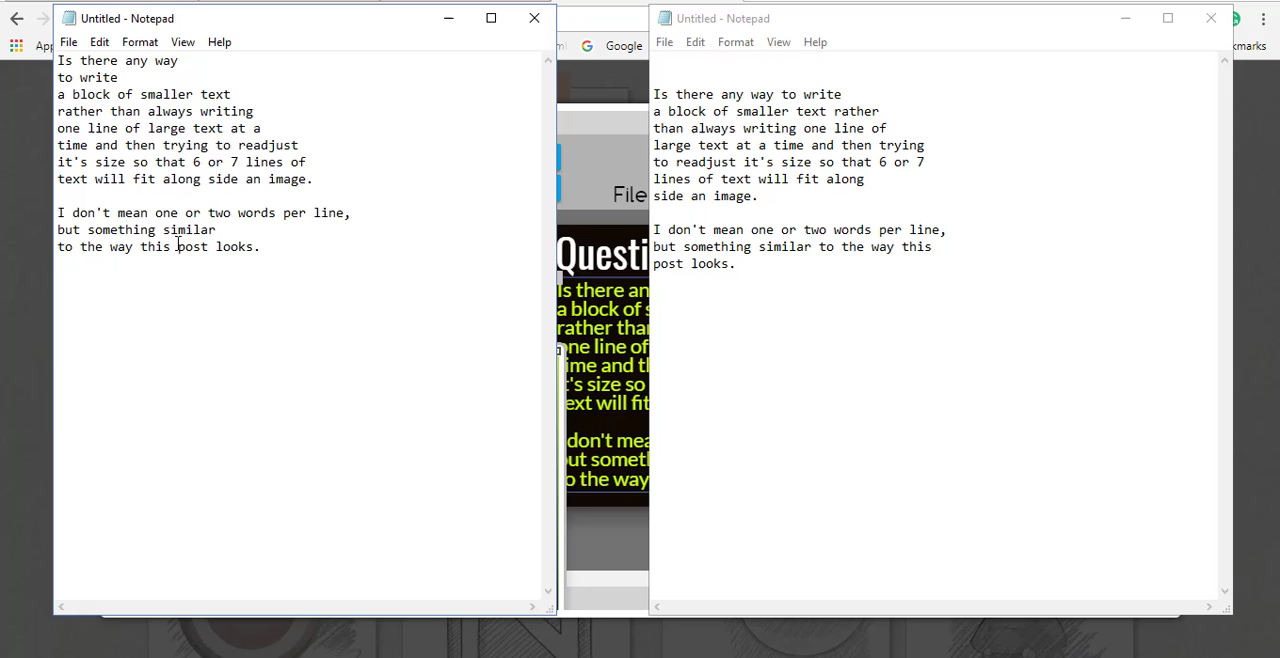 Untitled - Notepad
File Edit Format View Help
Is there any way
to write
a block of smaller text
rather than always writing
one line of large text at a
time and then trying to readjust
it's size so that 6 or 7 lines of
text will fit along side an image.
I don't mean one or two words per line,
but something similar
to the way this post looks.
Google
File
Questi
Is there an
a block of s
rather than
one line of
ime and th
t's size so
ext will fit
don't mea
out someth
o the way
Untitled - Notepad
File Edit Format View Help
Is there any way to write
a block of smaller text rather
than always writing one line of
large text at a time and then trying
to readjust it's size so that 6 or 7
lines of text will fit along
side an image.
I don't mean one or two words per line,
but something similar to the way this
post looks.
App
kmarks